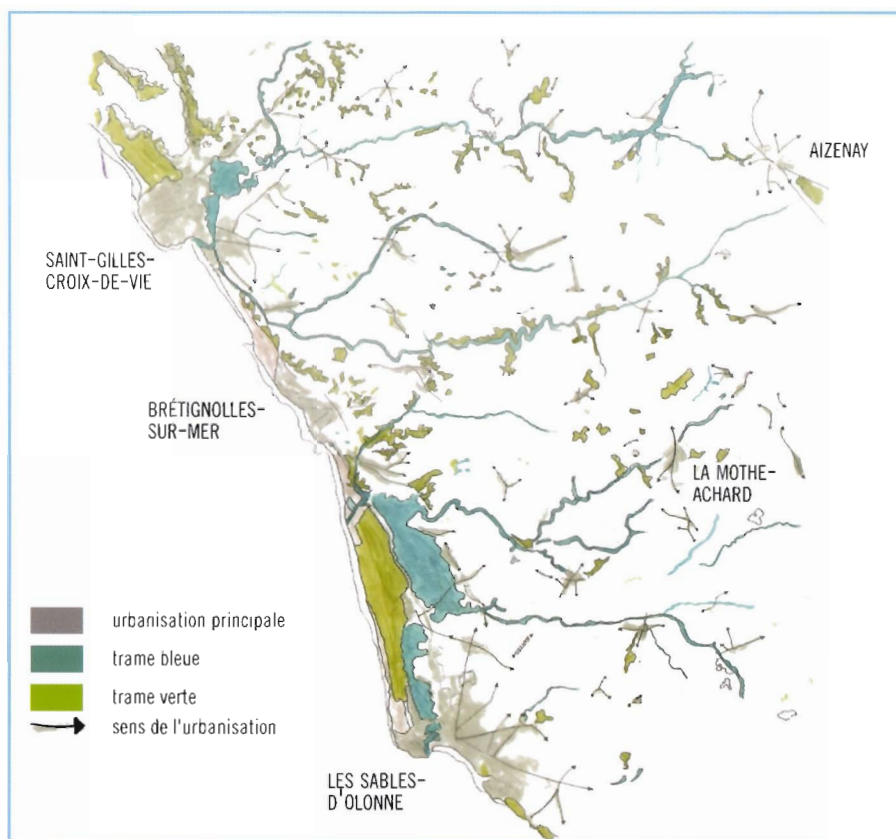 AIZENAY
SAINT-GILLES-
CROIX-DE-VIE
BRÉTIGNOLLES-
SUR-MER
LA MOTHE-
ACHARD
urbanisation principale
trame bleue
trame verte
sens de l'urbanisation
LES SABLES-
D'OLONNE